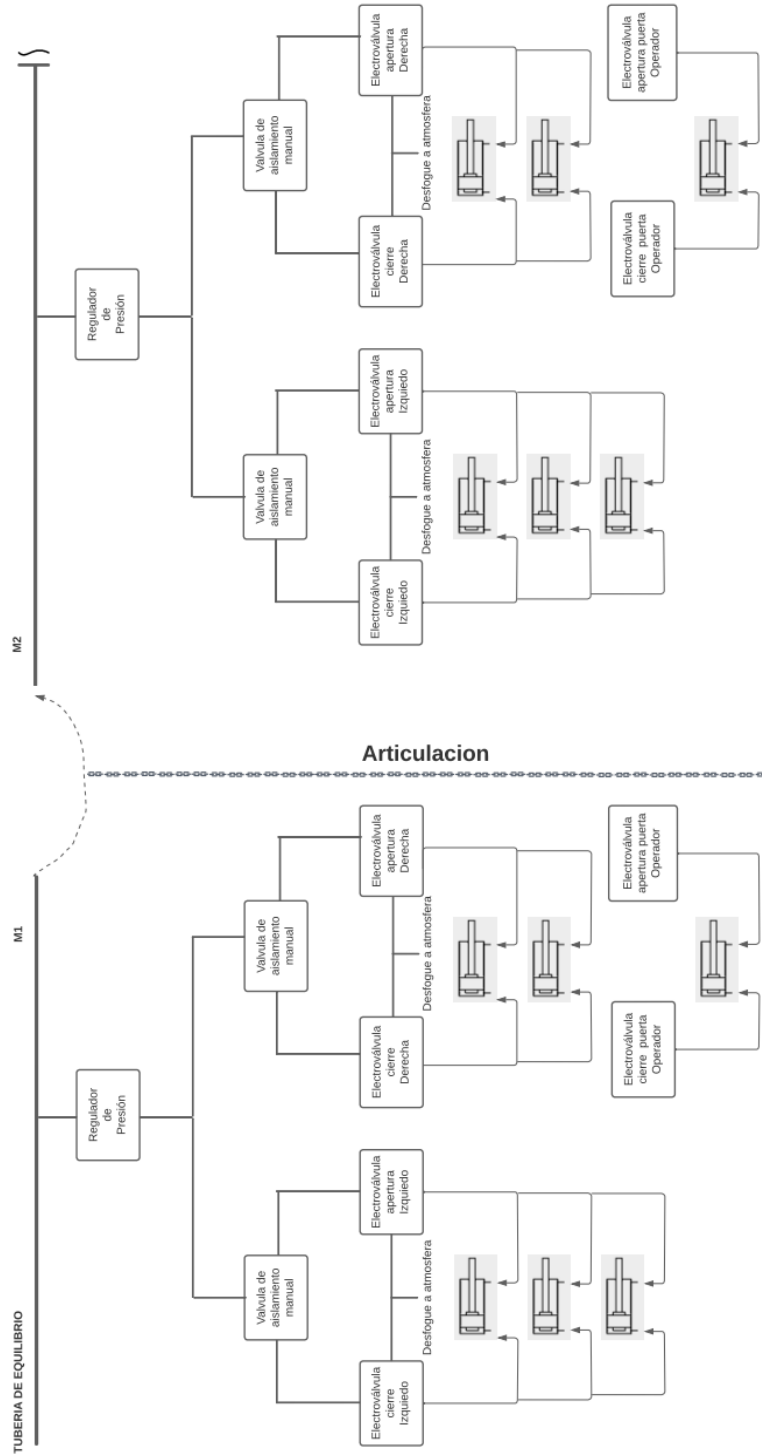 TUBERIA DE EQUILIBRIO
M1
M2
Regulador
de
Presión
Regulador
de
Presión
Valvula de
aislamiento
manual
Valvula de
aislamiento
manual
Valvula de
aislamiento
manual
Valvula de
aislamiento
manual
Electroválvula
cierre
Izquiedo
Electroválvula
apertura
Izquiedo
Electroválvula
cierre
Derecha
Electroválvula
apertura
Derecha
Articulacion
Electroválvula
cierre
Izquiedo
Electroválvula
apertura
Izquiedo
Electroválvula
cierre
Derecha
Electroválvula
apertura
Derecha
Desfogue a atmosfera
Desfogue a atmosfera
Desfogue a atmosfera
Desfogue a atmosfera
Electroválvula
cierre puerta
Operador
Electroválvula
apertura puerta
Operador
Electroválvula
cierre puerta
Operador
Electroválvula
apertura puerta
Operador